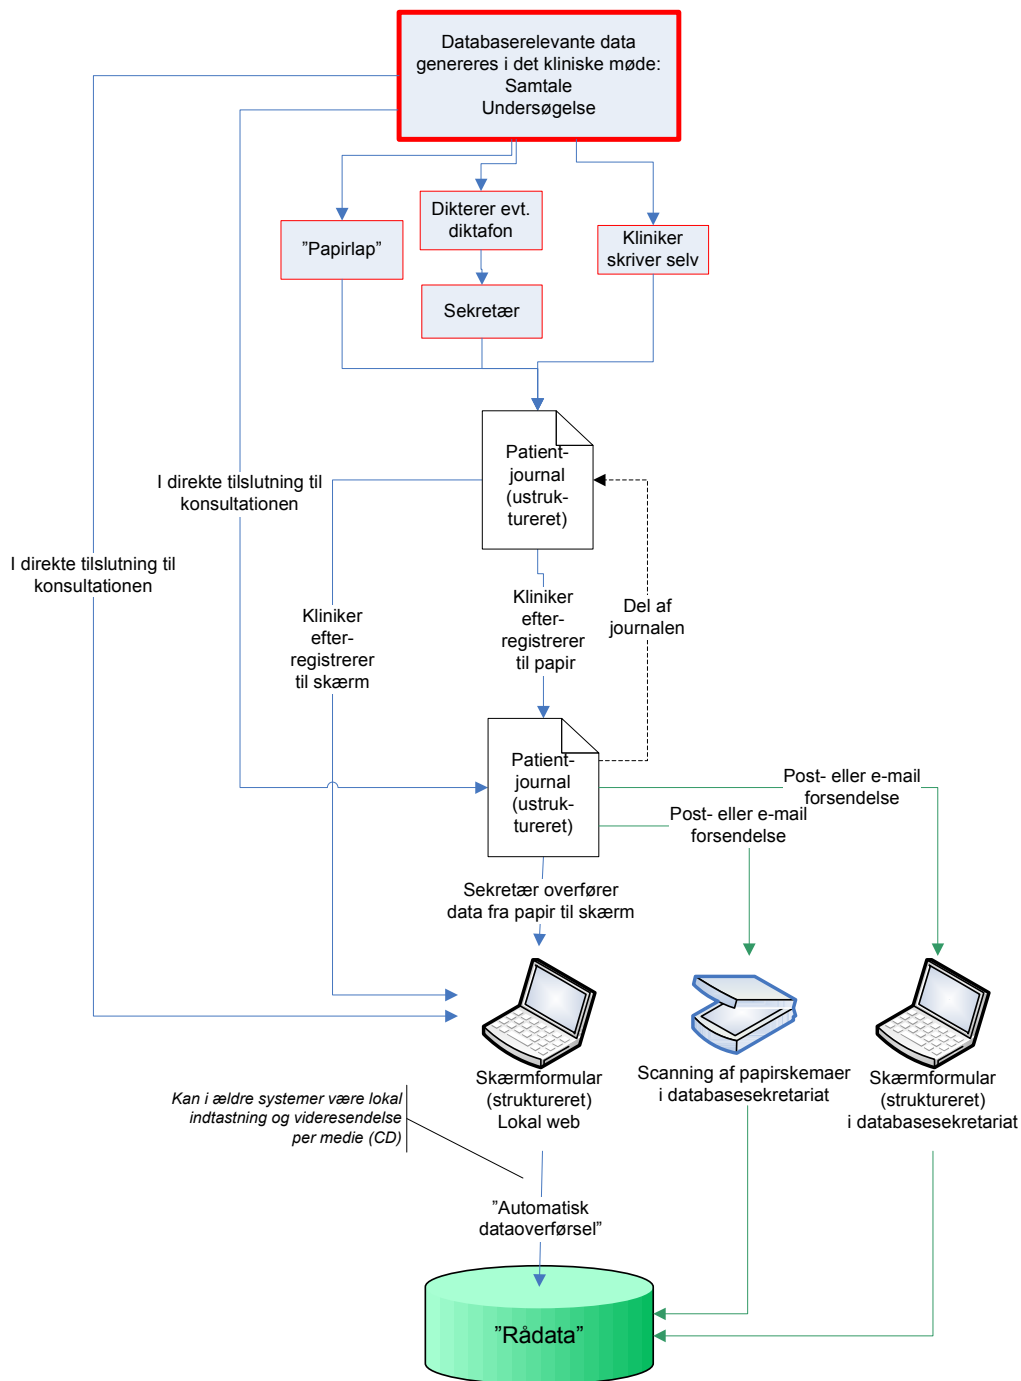 Databaserelevante data
genereres i det kliniske møde:
Samtale
Undersøgelse
"Papirlap"
Dikterer evt.
diktafon
Sekretær
Kliniker
skriver selv
Patient-
journal
(ustruk-
tureret)
I direkte tilslutning til
konsultationen
I direkte tilslutning til
konsultationen
Kliniker
efter-
registrerer
til skærm
Kliniker
efter-
registrerer
til papir
Del af
journalen
Patient-
journal
(ustruk-
tureret)
Post- eller e-mail
forsendelse
Post- eller e-mail
forsendelse
Sekretær overfører
data fra papir til skærm
Skærmformular
(struktureret)
Lokal web
Scanning af papirskemaer
i databasesekretariat
Skærmformular
(struktureret)
i databasesekretariat
Kan i ældre systemer være lokal
indtastning og videresendelse
per medie (CD)
"Automatisk
dataoverførsel"
"Rådata"